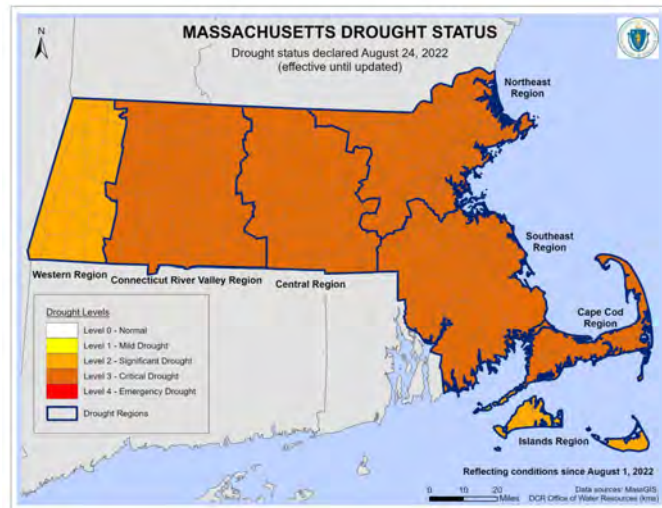 MASSACHUSETTS DROUGHT STATUS
Drought status declared August 24, 2022
(effective until updated)
N
Northeast
Region
Southeast
Region
Western Region
Connecticut River Valley Region
Central Region
Cape Cod
Region
Drought Levels
Level 0 - Normal
Level 1 - Mild Drought
Level 2 - Significant Drought
Level 3 - Critical Drought
Level 4 - Emergency Drought
Drought Regions
Islands Region
Reflecting conditions since August 1, 2022
0 10 20
Miles
Data sources: MassGIS,
DCR Office of Water Resources (kme)